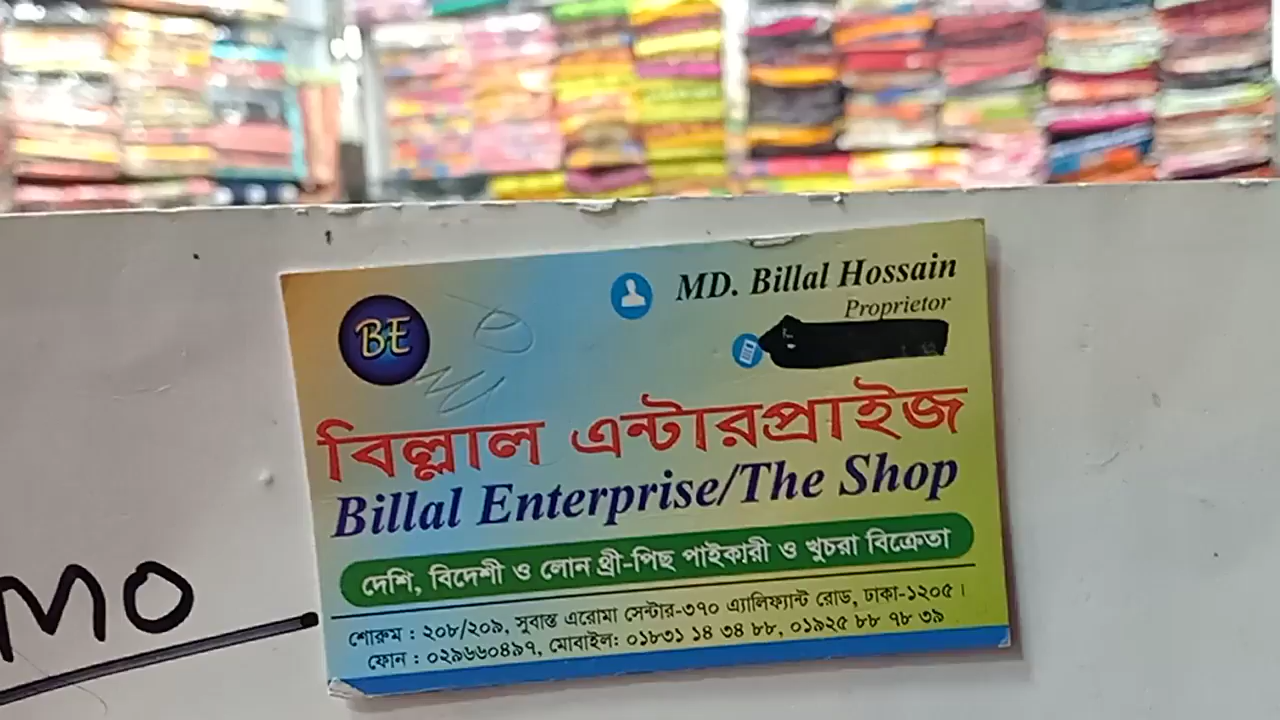 BE
MD. Billal Hossain
Proprietor
বিল্লাল এন্টারপ্রাইজ
Billal Enterprise/The Shop
দেশি, বিদেশী ও লোন থ্রী-পিছ পাইকারী ও খুচরা বিক্রেতা
শোরুম : ২০৮/২০৯, সুবাস্ত এরোমা সেন্টার-৩৭০ এ্যালিফ্যান্ট রোড, ঢাকা-১২০৫।
ফোন : ০২৯৬৬০৪৯৭, মোবাইল: ০১৮৩১ ১৪ ৩৪ ৮৮, ০১৯২৫ ৮৮ ৭৮ ৩৯
MO